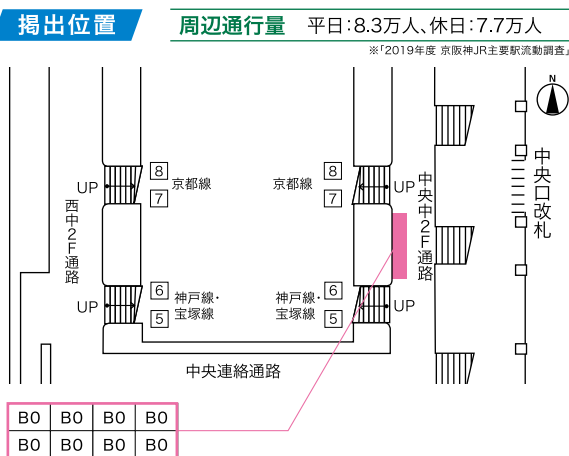 掲出位置
周辺通行量 平日:8.3万人、休日:7.7万人
※「2019年度 京阪神JR主要駅流動調査」
N
中央口改札
UP
8
7
京都線
京都線
8
7
UP
中央中2F通路
西中2F通路
UP
6
5
神戸線・
宝塚線
神戸線・
宝塚線
6
5
UP
中央連絡通路
B0 B0 B0 B0
B0 B0 B0 B0